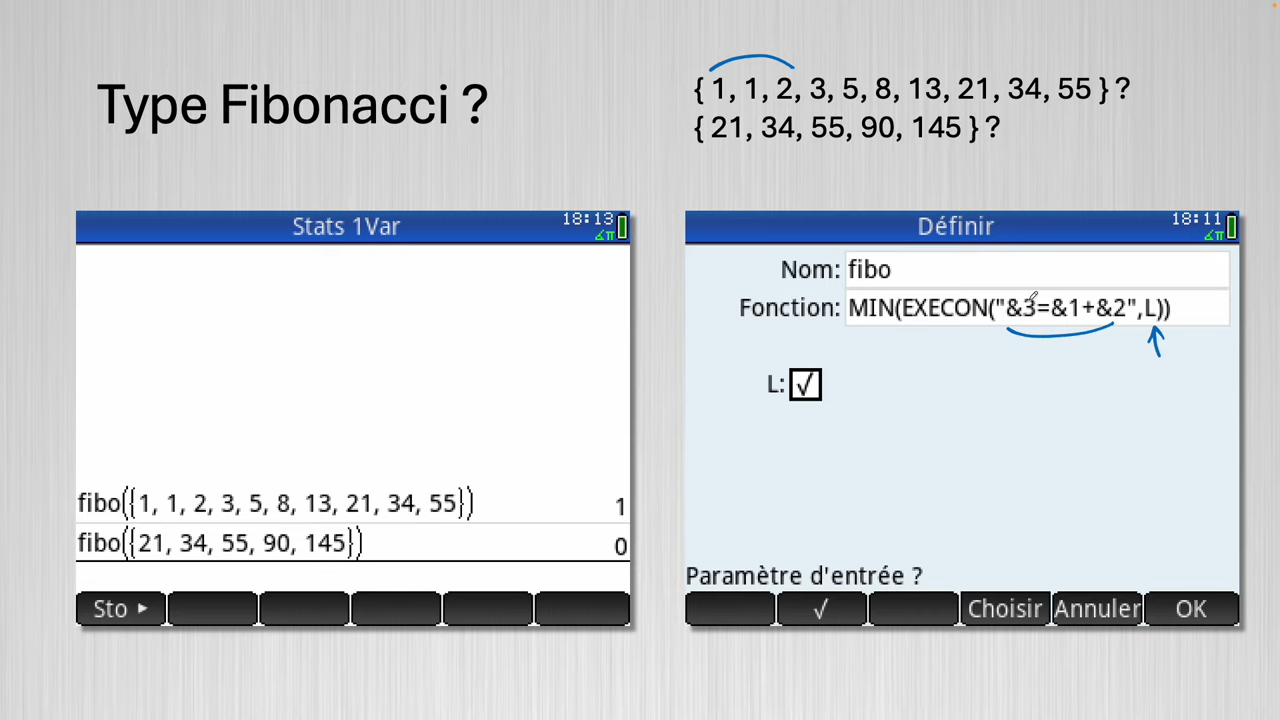 Type Fibonacci ?
{ 1, 1, 2, 3, 5, 8, 13, 21, 34, 55 } ?
{ 21, 34, 55, 90, 145 } ?
Stats 1Var
18:13
∡π
fibo({1, 1, 2, 3, 5, 8, 13, 21, 34, 55})
1
fibo({21, 34, 55, 90, 145})
0
Sto ▶
Définir
18:11
∡π
Nom: fibo
Fonction: MIN(EXECON("&3=&1+&2",L))
L: √
Paramètre d'entrée ?
√ Choisir Annuler OK